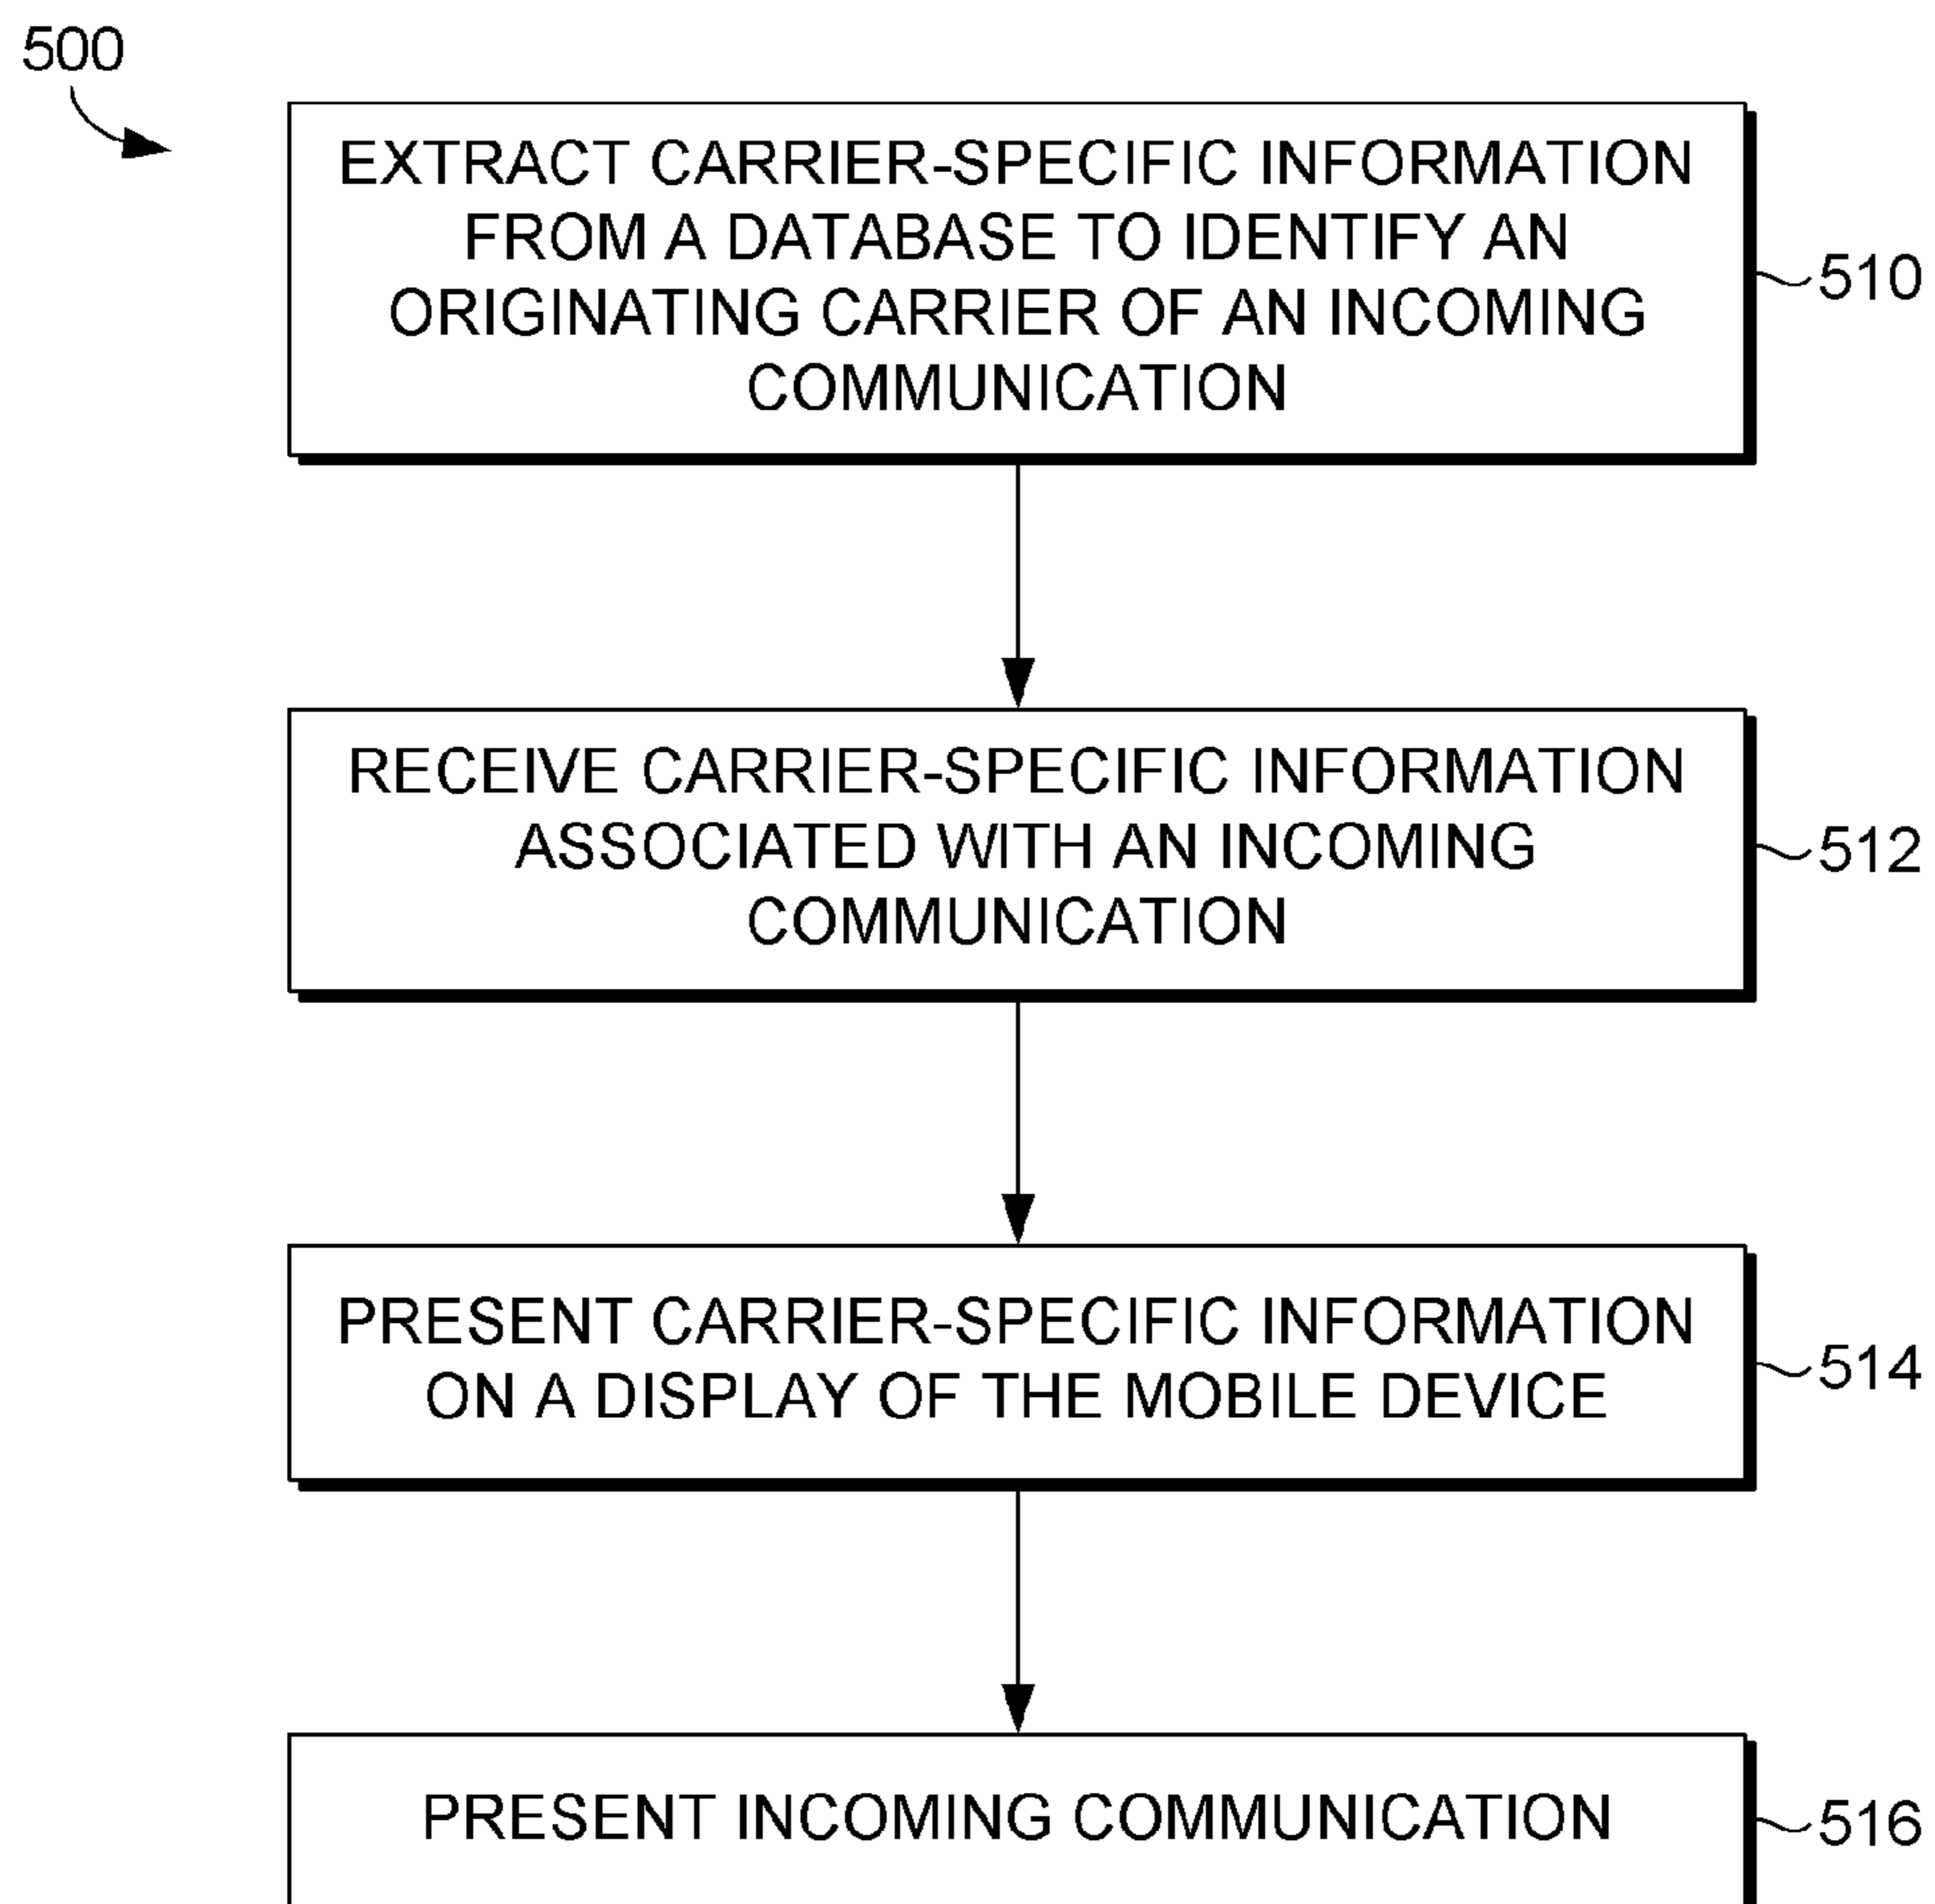 500
EXTRACT CARRIER-SPECIFIC INFORMATION
FROM A DATABASE TO IDENTIFY AN
ORIGINATING CARRIER OF AN INCOMING
COMMUNICATION
510
RECEIVE CARRIER-SPECIFIC INFORMATION
ASSOCIATED WITH AN INCOMING
COMMUNICATION
512
PRESENT CARRIER-SPECIFIC INFORMATION
ON A DISPLAY OF THE MOBILE DEVICE
514
PRESENT INCOMING COMMUNICATION
516